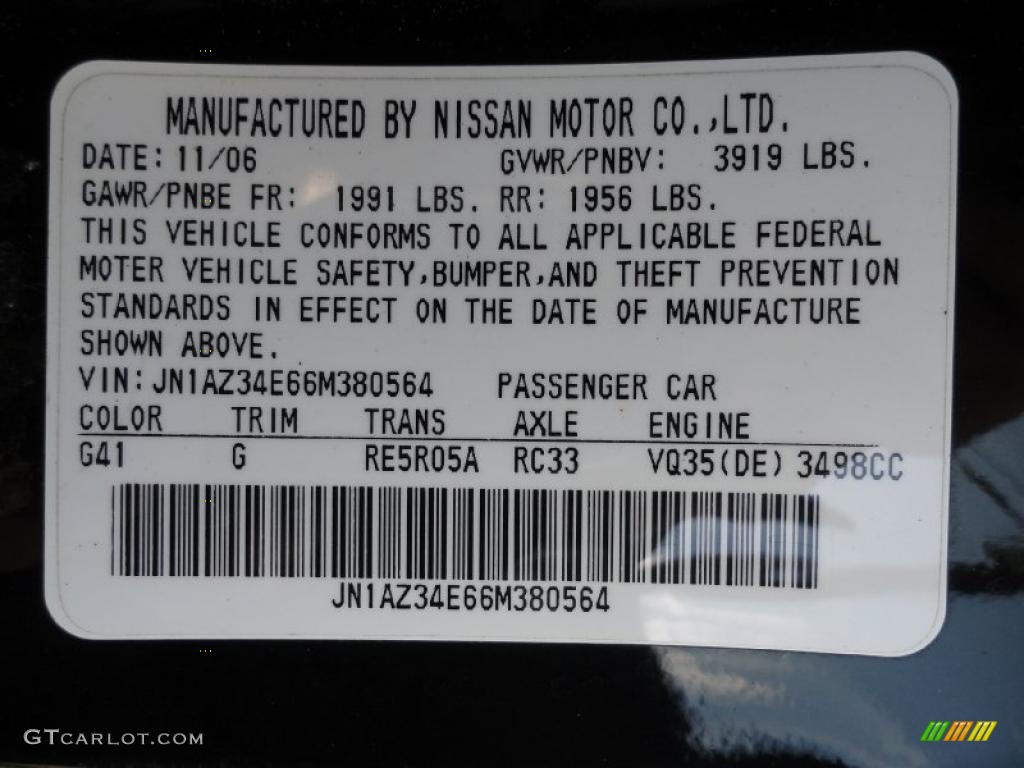 MANUFACTURED BY NISSAN MOTOR CO.,LTD.
DATE: 11/06 GVWR/PNBV: 3919 LBS.
GAWR/PNBE FR: 1991 LBS. RR: 1956 LBS.
THIS VEHICLE CONFORMS TO ALL APPLICABLE FEDERAL
MOTER VEHICLE SAFETY,BUMPER,AND THEFT PREVENTION
STANDARDS IN EFFECT ON THE DATE OF MANUFACTURE
SHOWN ABOVE.
VIN: JN1AZ34E66M380564 PASSENGER CAR
COLOR TRIM TRANS AXLE ENGINE
G41 G RE5R05A RC33 VQ35(DE) 3498CC
JN1AZ34E66M380564
GTCARLOT.COM